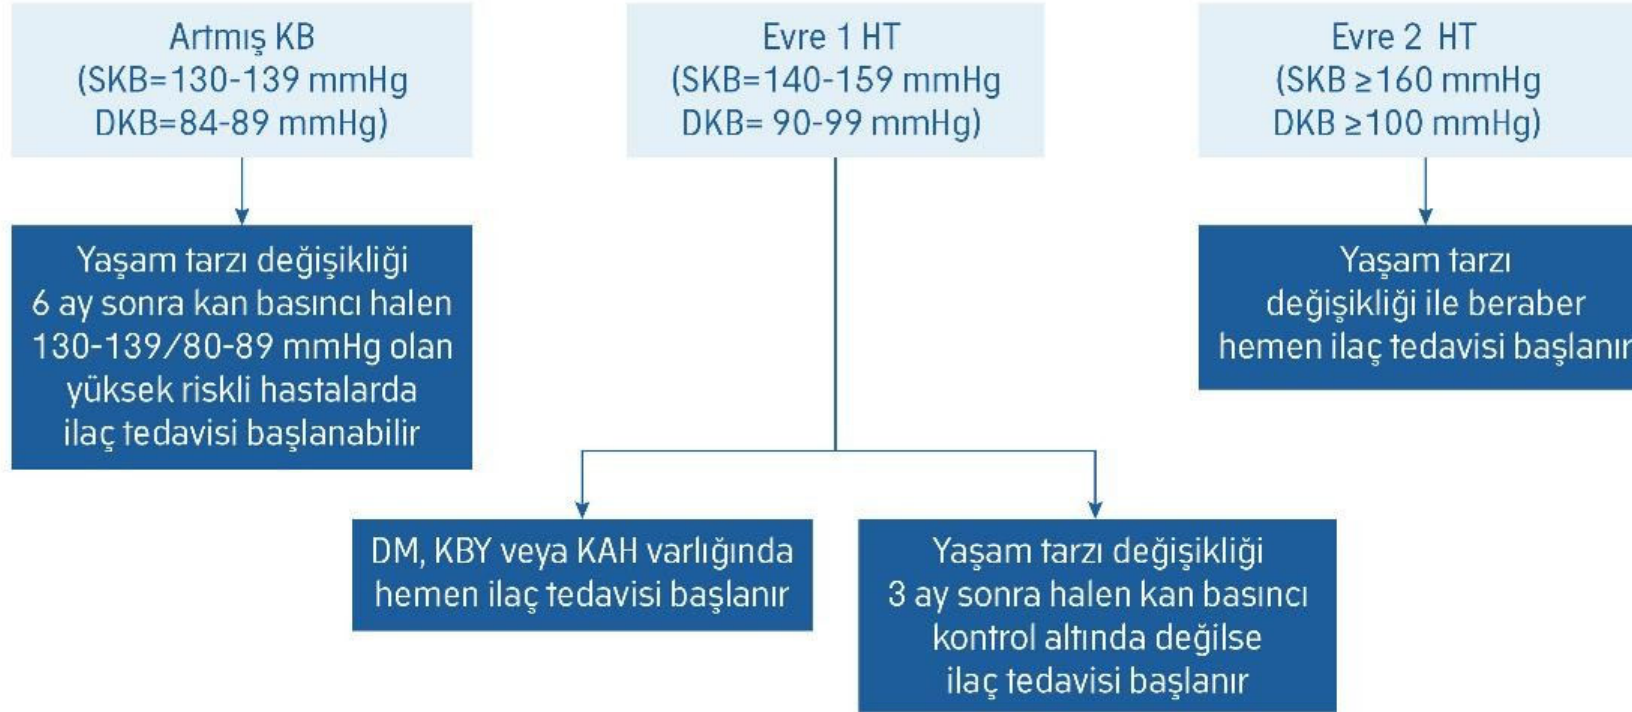 Artmış KB
(SKB=130-139 mmHg
DKB=84-89 mmHg)
Evre 1 HT
(SKB=140-159 mmHg
DKB= 90-99 mmHg)
Evre 2 HT
(SKB ≥160 mmHg
DKB ≥100 mmHg)
Yaşam tarzı değişikliği
6 ay sonra kan basıncı halen
130-139/80-89 mmHg olan
yüksek riskli hastalarda
ilaç tedavisi başlanabilir
Yaşam tarzı
değişikliği ile beraber
hemen ilaç tedavisi başlanır
DM, KBY veya KAH varlığında
hemen ilaç tedavisi başlanır
Yaşam tarzı değişikliği
3 ay sonra halen kan basıncı
kontrol altında değilse
ilaç tedavisi başlanır